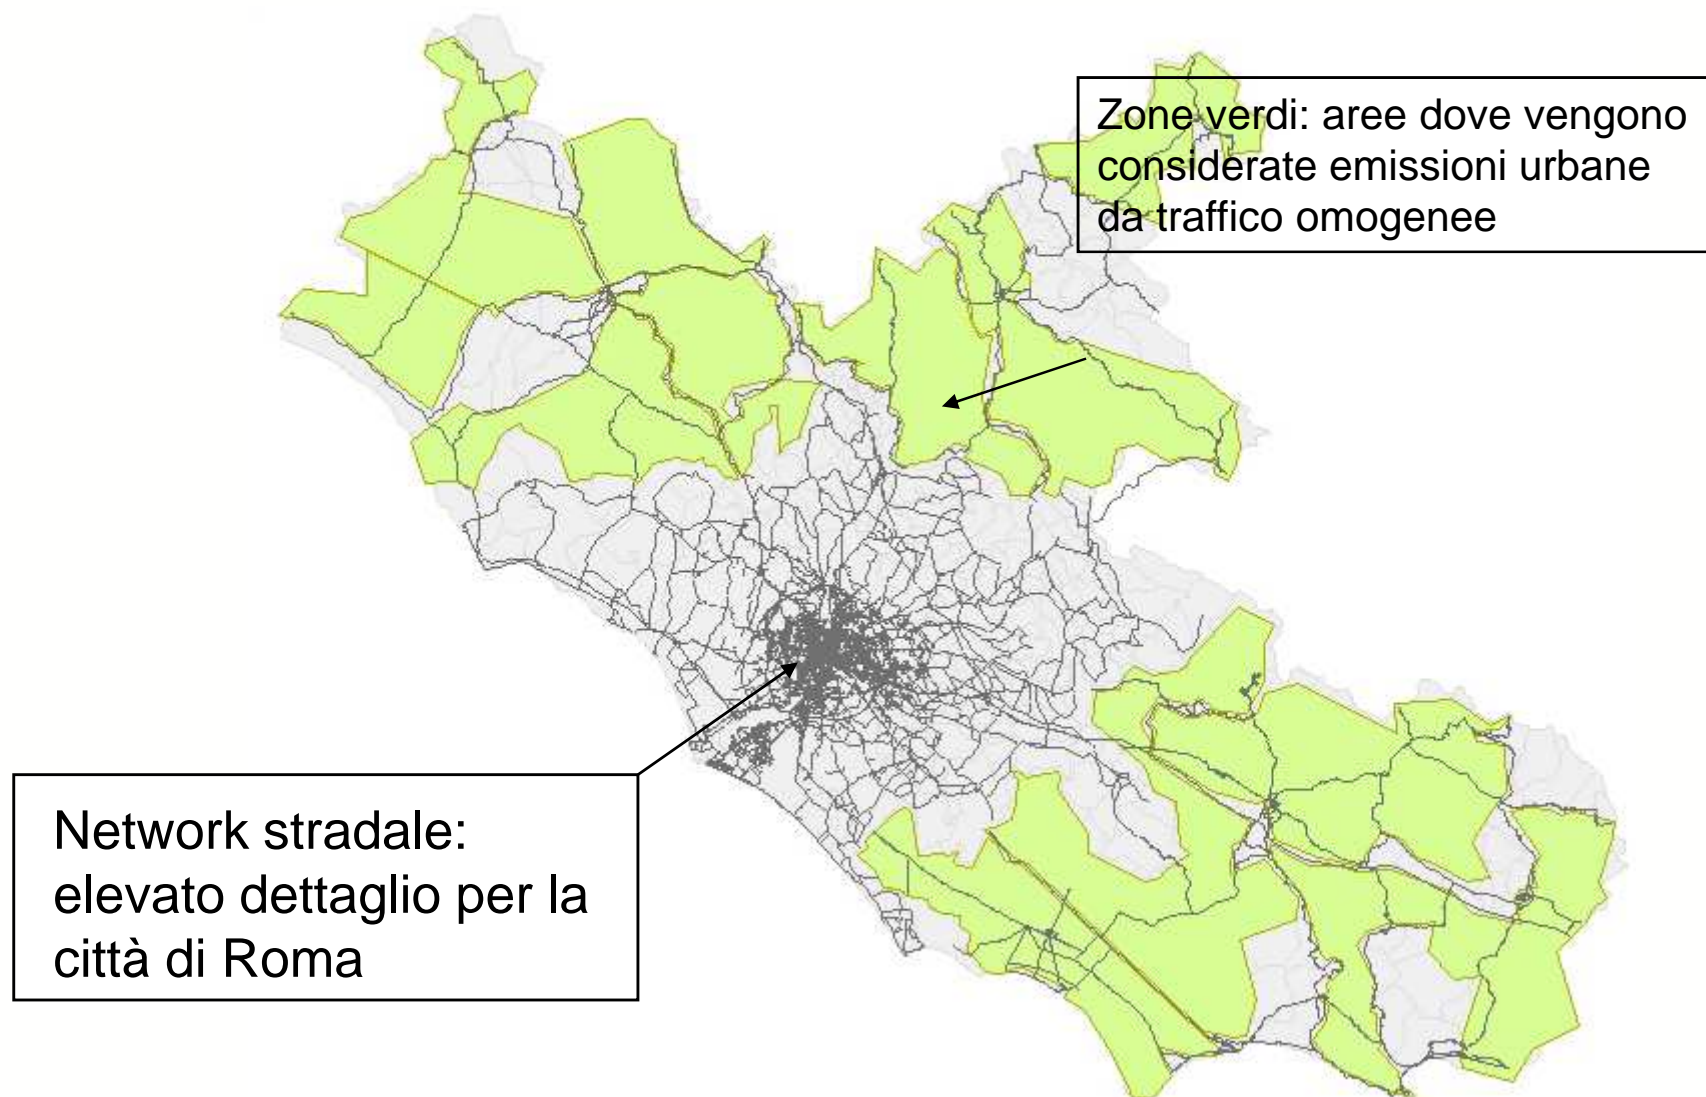 Zone verdi: aree dove vengono
considerate emissioni urbane
da traffico omogenee
Network stradale:
elevato dettaglio per la
città di Roma